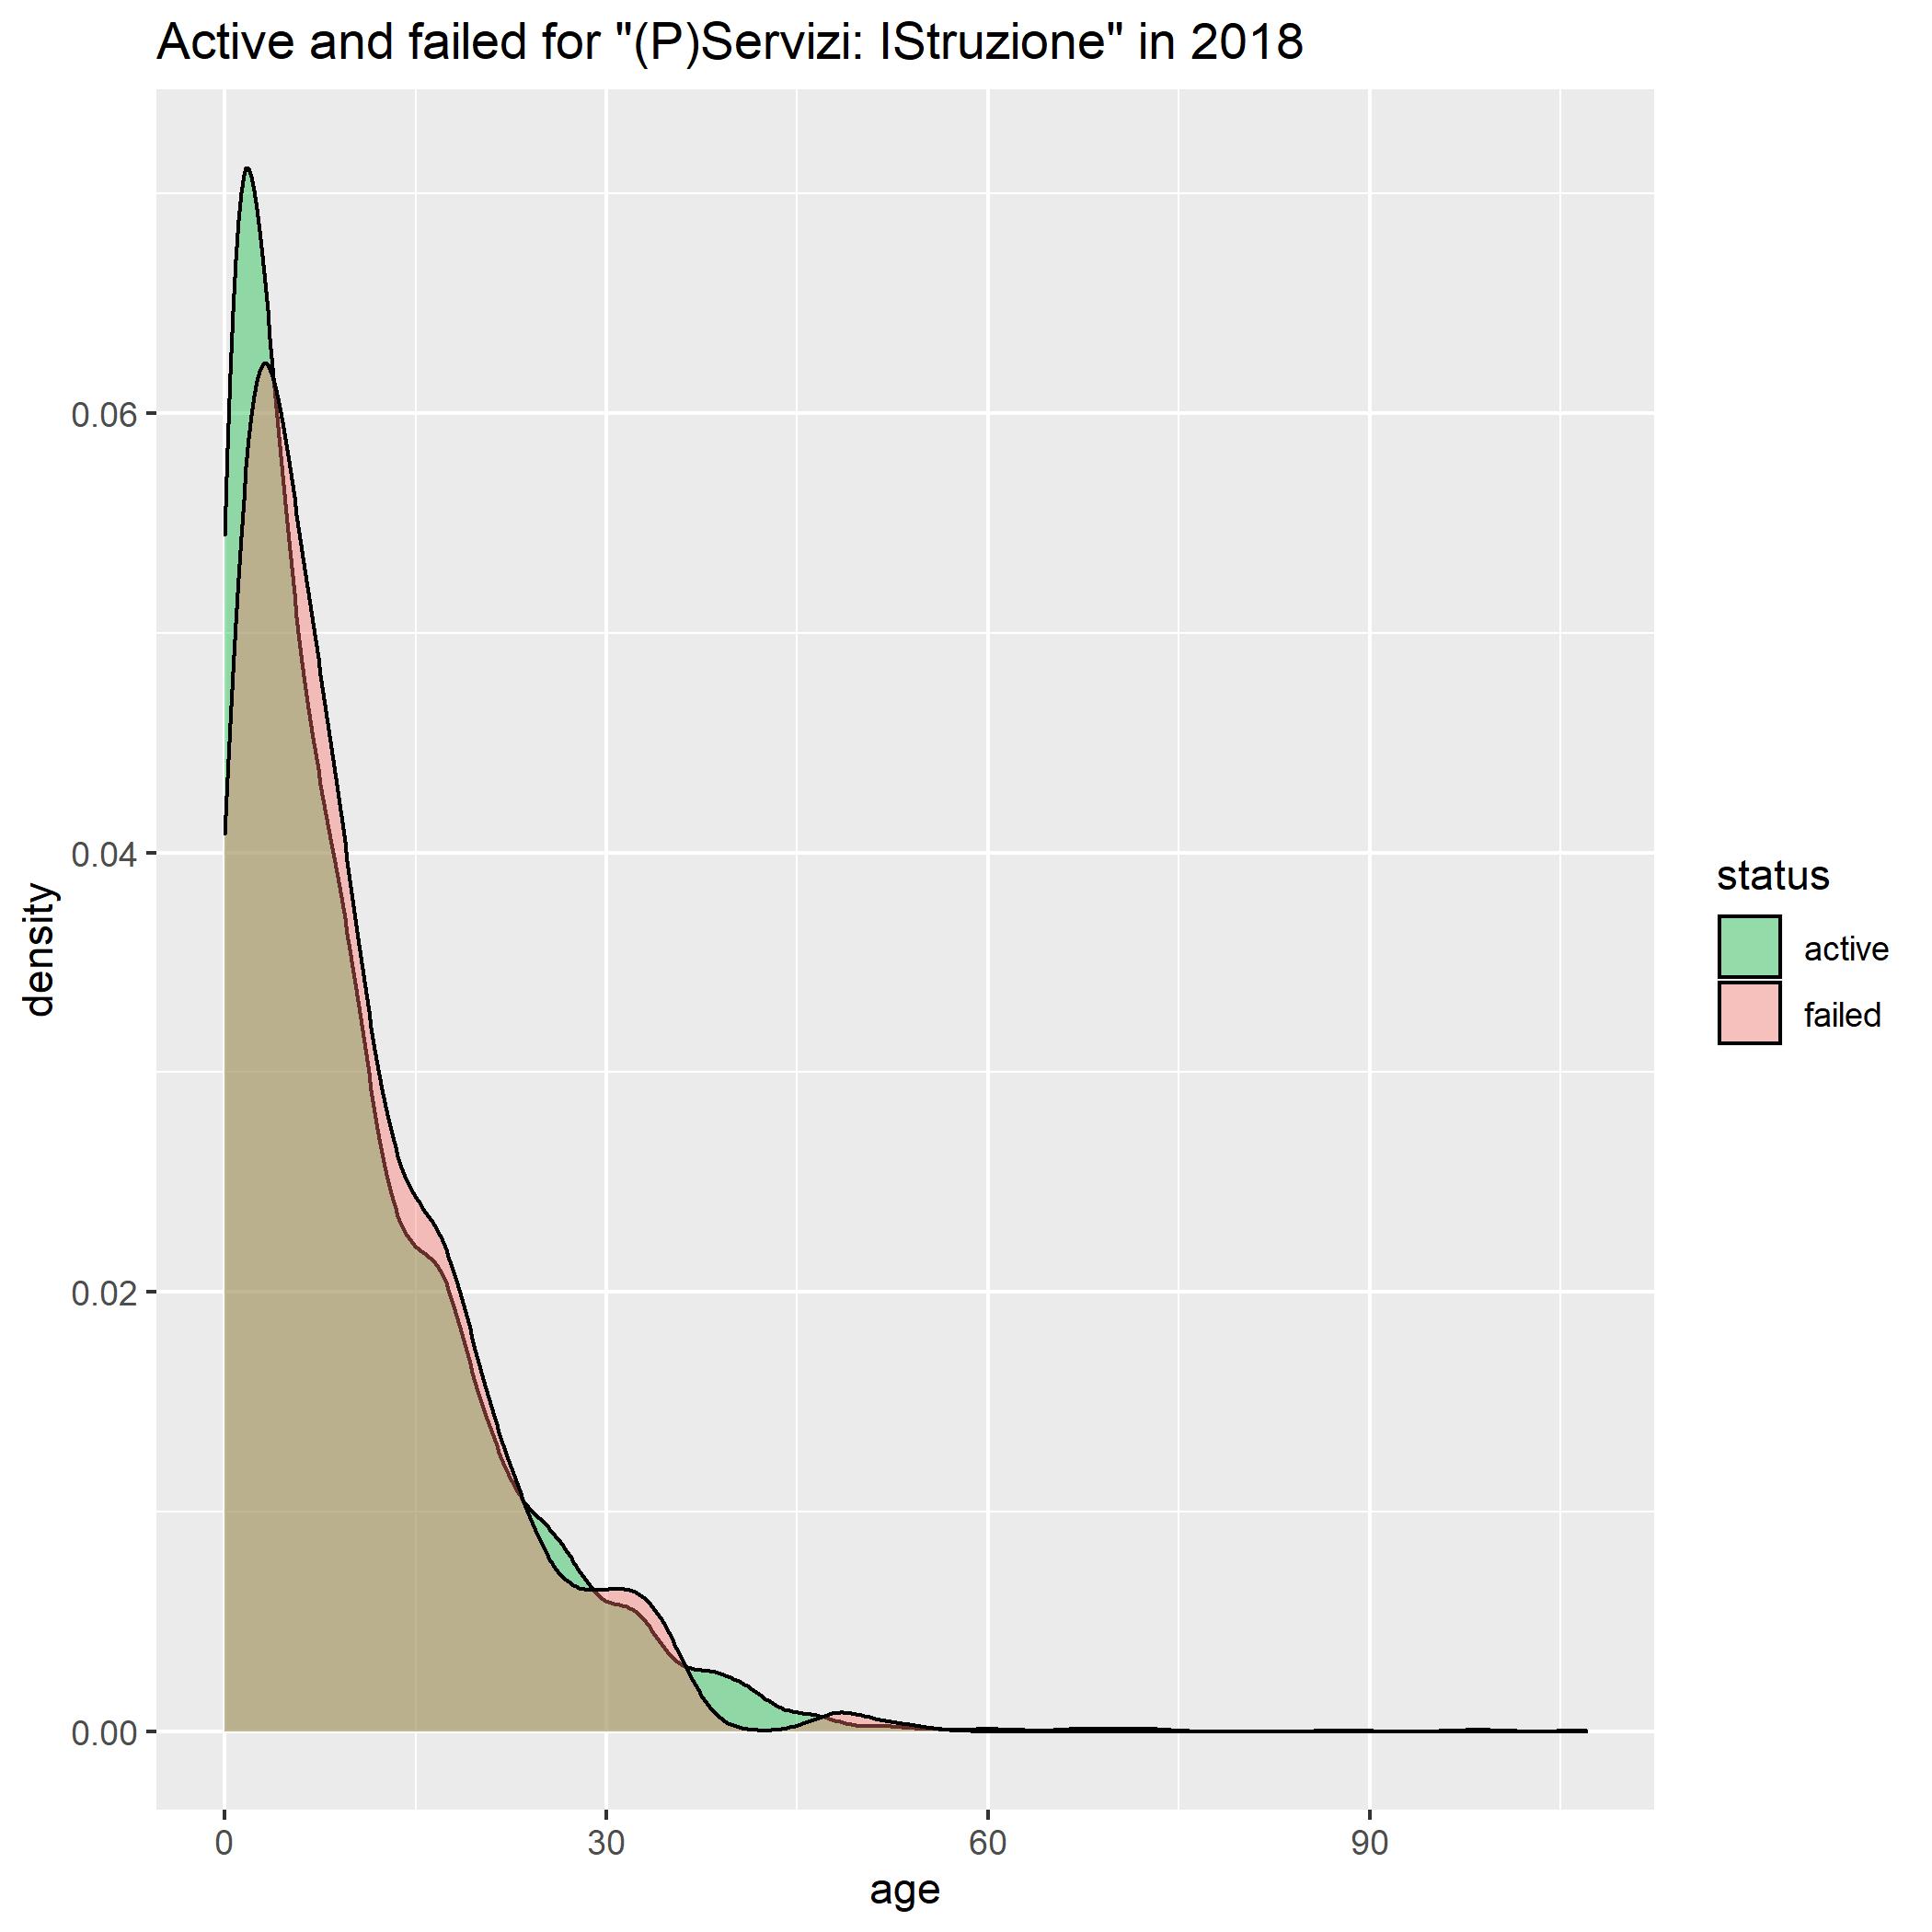 Active and failed for "(P)Servizi: IStruzione" in 2018
0.06
0.04
0.02
0.00
density
0 30 60 90
age
status
active
failed